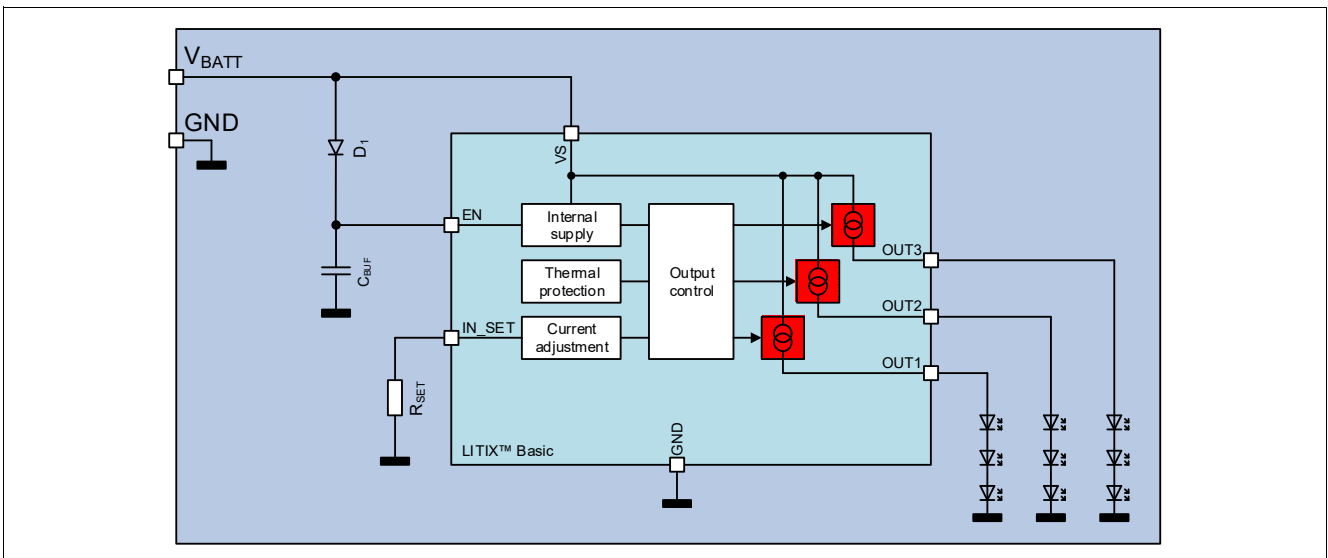 VBATT
GND
D1
VS
EN
Internal
supply
OUT3
CBUF
Thermal
protection
Output
control
OUT2
IN_SET
Current
adjustment
OUT1
RSET
GND
LITIX™ Basic